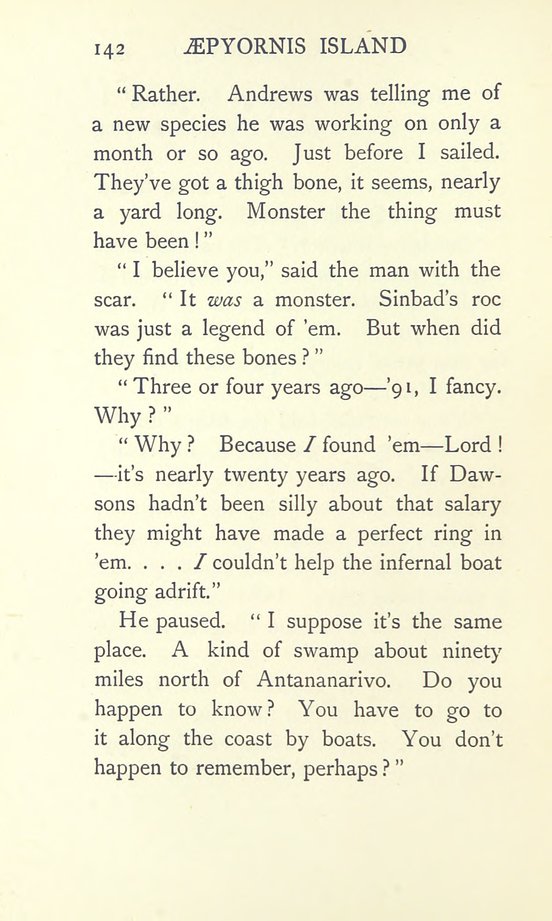 142 ÆPYORNIS ISLAND
“Rather. Andrews was telling me of
a new species he was working on only a
month or so ago. Just before I sailed.
They’ve got a thigh bone, it seems, nearly
a yard long. Monster the thing must
have been!”
“I believe you,” said the man with the
scar. “It was a monster. Sinbad’s roc
was just a legend of ’em. But when did
they find these bones?”
“Three or four years ago—’91, I fancy.
Why?”
“Why? Because I found ’em—Lord!
—it’s nearly twenty years ago. If Daw-
sons hadn’t been silly about that salary
they might have made a perfect ring in
’em. . . . I couldn’t help the infernal boat
going adrift.”
He paused. “I suppose it’s the same
place. A kind of swamp about ninety
miles north of Antananarivo. Do you
happen to know? You have to go to
it along the coast by boats. You don’t
happen to remember, perhaps?”